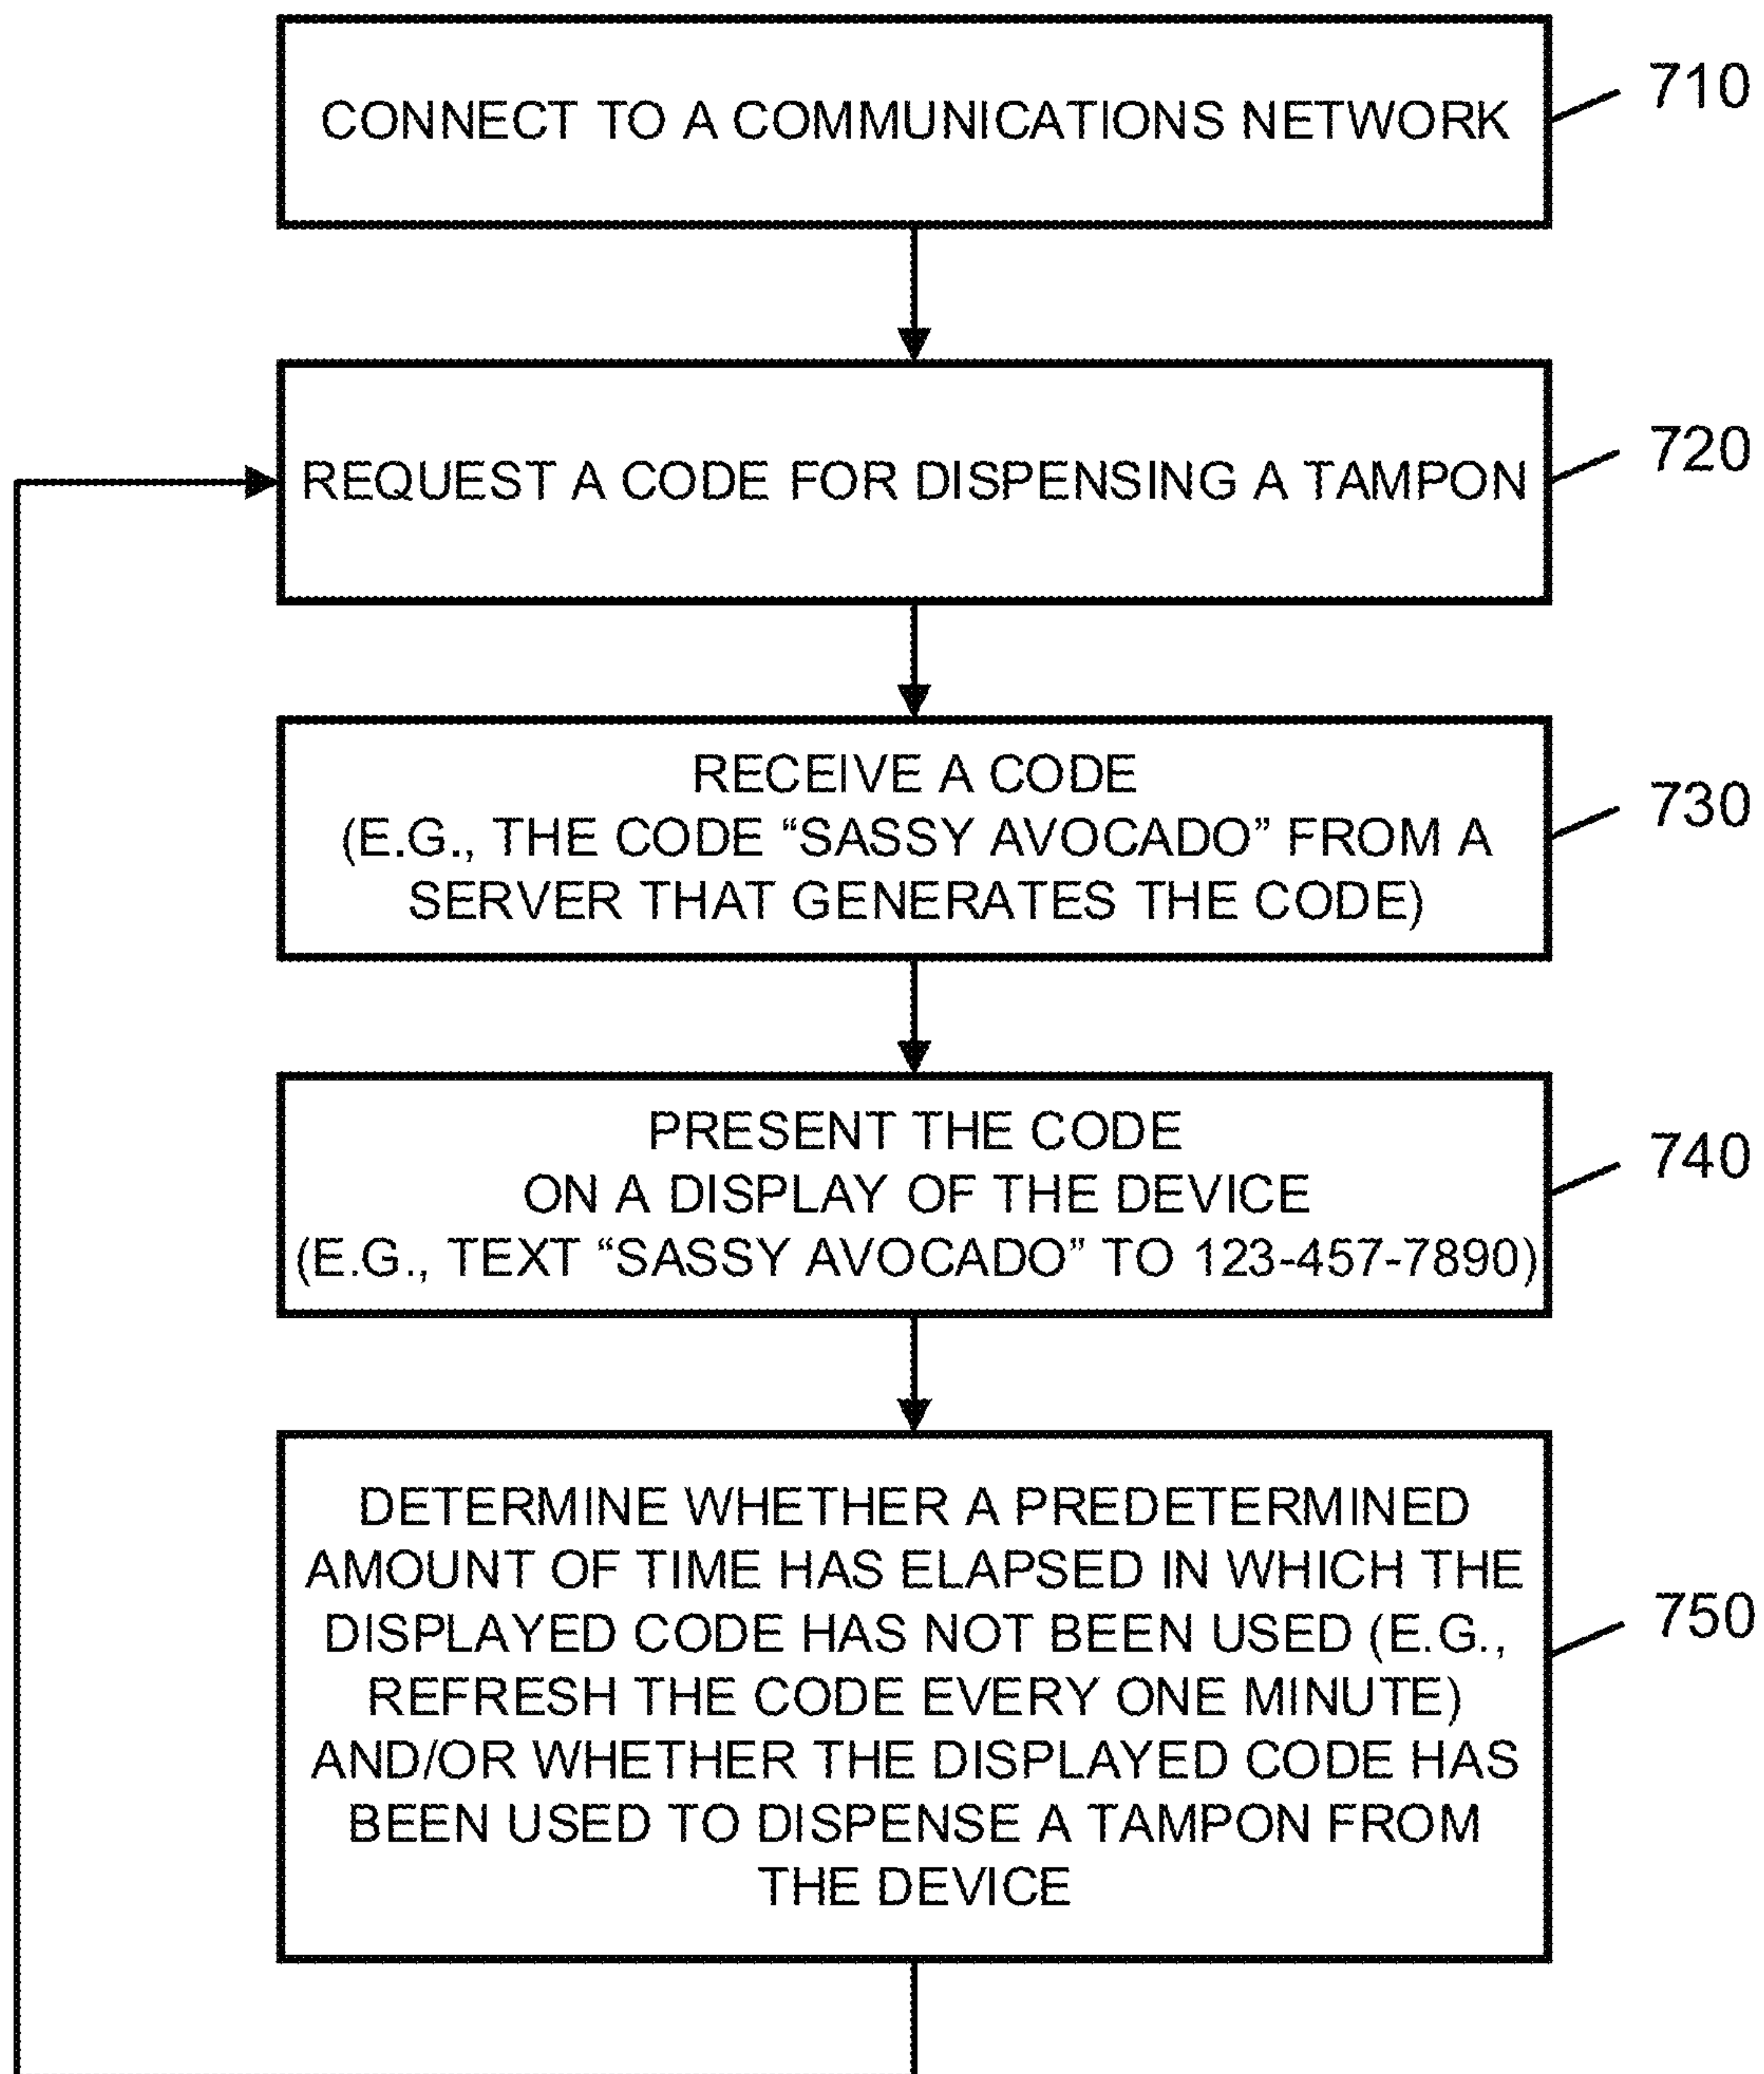 CONNECT TO A COMMUNICATIONS NETWORK
710
REQUEST A CODE FOR DISPENSING A TAMPON
720
RECEIVE A CODE
(E.G., THE CODE “SASSY AVOCADO” FROM A
SERVER THAT GENERATES THE CODE)
730
PRESENT THE CODE
ON A DISPLAY OF THE DEVICE
(E.G., TEXT “SASSY AVOCADO” TO 123-457-7890)
740
DETERMINE WHETHER A PREDETERMINED
AMOUNT OF TIME HAS ELAPSED IN WHICH THE
DISPLAYED CODE HAS NOT BEEN USED (E.G.,
REFRESH THE CODE EVERY ONE MINUTE)
AND/OR WHETHER THE DISPLAYED CODE HAS
BEEN USED TO DISPENSE A TAMPON FROM
THE DEVICE
750